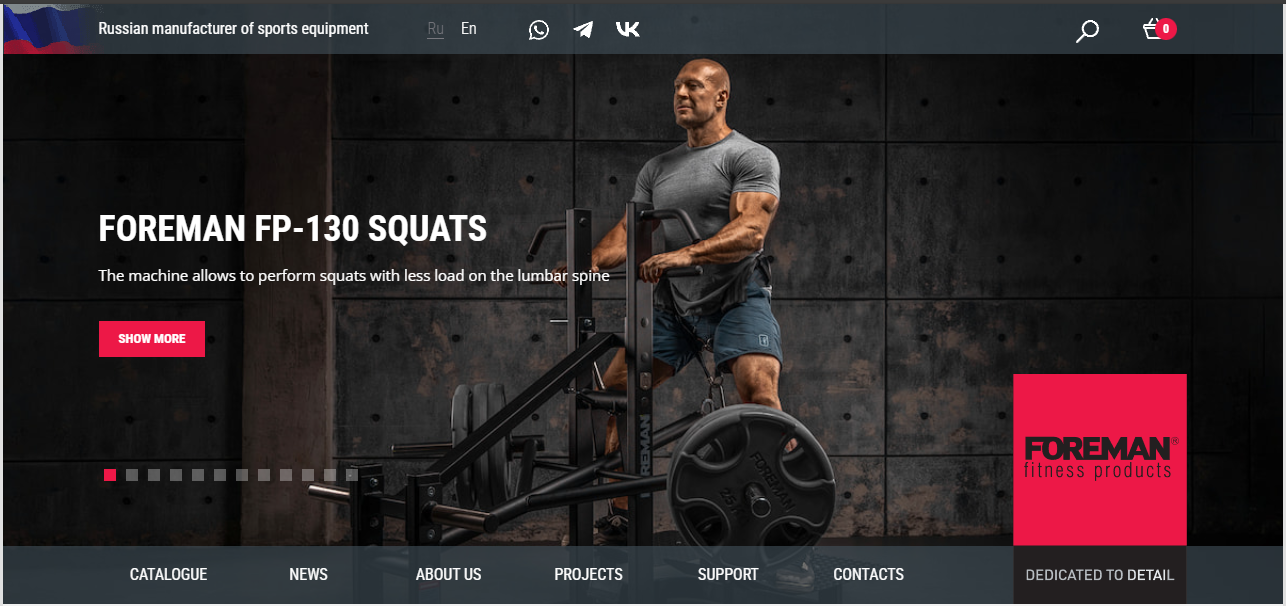 Russian manufacturer of sports equipment
Ru
En
0
FOREMAN FP-130 SQUATS
The machine allows to perform squats with less load on the lumbar spine
SHOW MORE
FOREMAN
FOREMAN
25
FOREMAN®
fitness products
CATALOGUE
NEWS
ABOUT US
PROJECTS
SUPPORT
CONTACTS
DEDICATED TO DETAIL